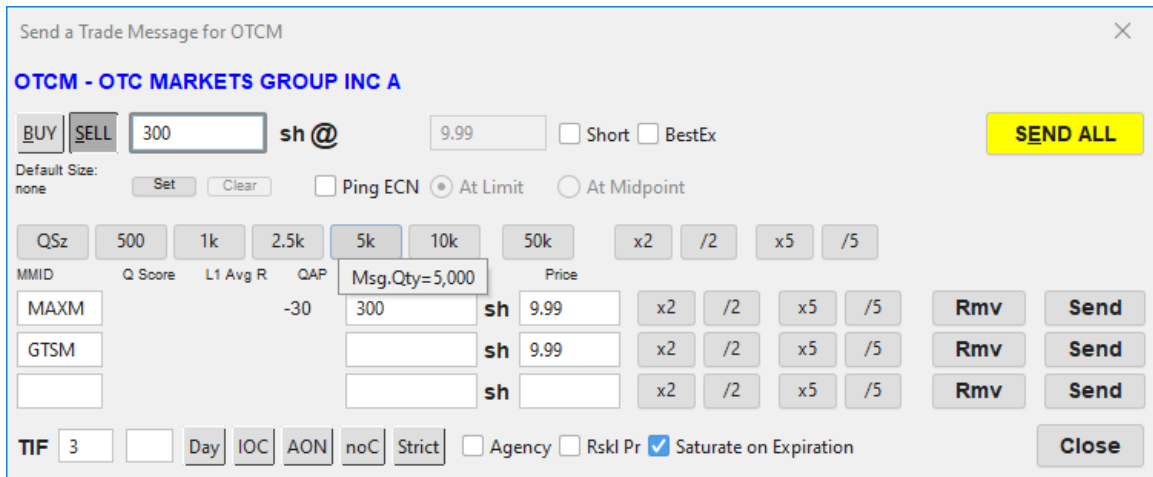 Send a Trade Message for OTCM
OTCM - OTC MARKETS GROUP INC A
BUY SELL 300 sh @ 9.99 Short BestEx SEND ALL
Default Size:
none Set Clear Ping ECN At Limit At Midpoint
QSz 500 1k 2.5k 5k 10k 50k x2 /2 x5 /5
MMID Q Score L1 Avg R QAP Msg.Qty=5,000 Price
MAXM -30 300 sh 9.99 x2 /2 x5 /5 Rmv Send
GTSM sh 9.99 x2 /2 x5 /5 Rmv Send
sh x2 /2 x5 /5 Rmv Send
TIF 3 Day IOC AON noC Strict Agency Rskl Pr Saturate on Expiration Close